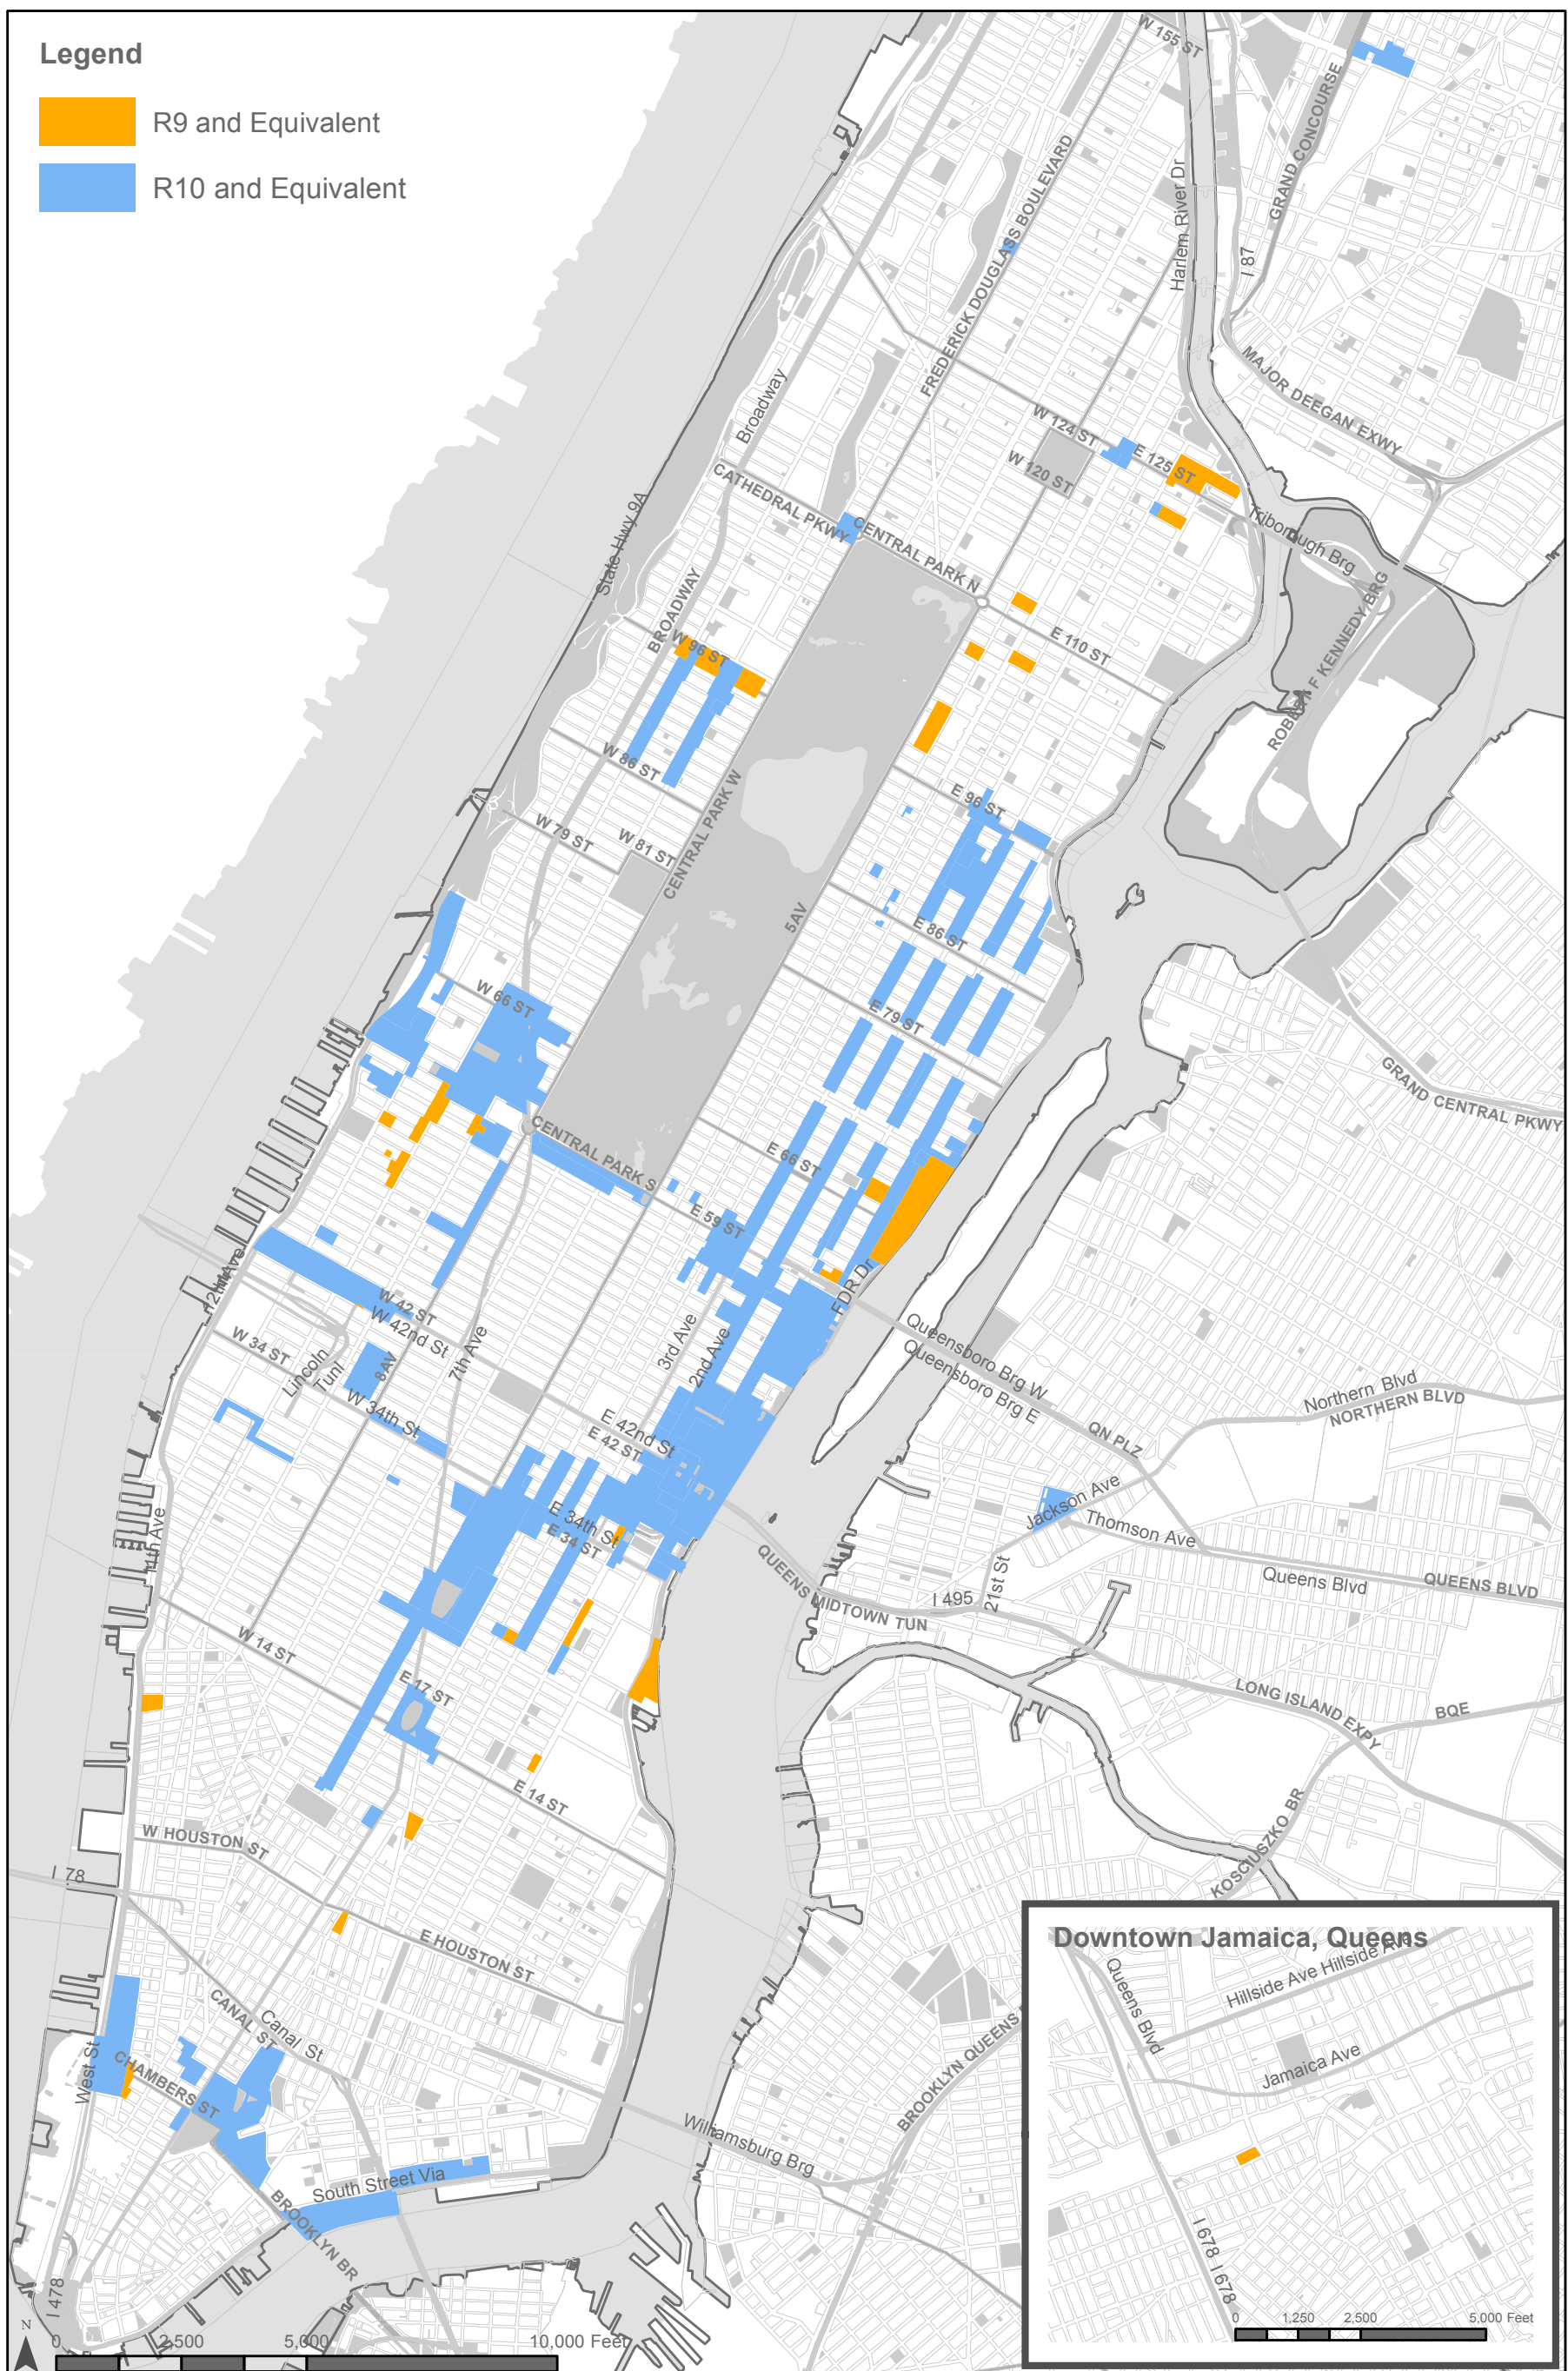 Legend
R9 and Equivalent
R10 and Equivalent
W 155 ST
GRAND CONCOURSE
Harlem River Dr
I 87
FREDERICK DOUGLASS BOULEVARD
MAJOR DEEGAN EXWY
Broadway
W 124 ST
E 125 ST
W 120 ST
CATHEDRAL PKWY
CENTRAL PARK N
Triborough Brg
State Hwy 9A
BROADWAY
ROBERT F KENNEDY BRG
E 110 ST
W 96 ST
W 86 ST
CENTRAL PARK W
E 96 ST
W 79 ST
W 81 ST
5 AV
E 86 ST
E 79 ST
W 66 ST
GRAND CENTRAL PKWY
CENTRAL PARK S
E 66 ST
E 59 ST
FDR Dr
12th Ave
W 42 ST
W 42nd St
W 34 ST
Lincoln
Tunl
8 AV
7th Ave
3rd Ave
2nd Ave
Queensboro Brg W
Queensboro Brg E
Northern Blvd
NORTHERN BLVD
QN PLZ
W 34th St
E 42nd St
E 42 ST
Jackson Ave
Thomson Ave
E 34th St
E 34 ST
11th Ave
21st St
Queens Blvd
QUEENS BLVD
QUEENS MIDTOWN TUN
I 495
W 14 ST
E 17 ST
LONG ISLAND EXPY
BQE
E 14 ST
KOSCIUSZKO BR
W HOUSTON ST
I 78
E HOUSTON ST
CANAL ST
Canal St
West St
CHAMBERS ST
BROOKLYN QUEENS
Williamsburg Brg
South Street Via
BROOKLYN BR
I 478
N
0 2,500 5,000 10,000 Feet
Downtown Jamaica, Queens
Queens Blvd
Hillside Ave Hillside Ave
Jamaica Ave
I 678 I 678
0 1,250 2,500 5,000 Feet